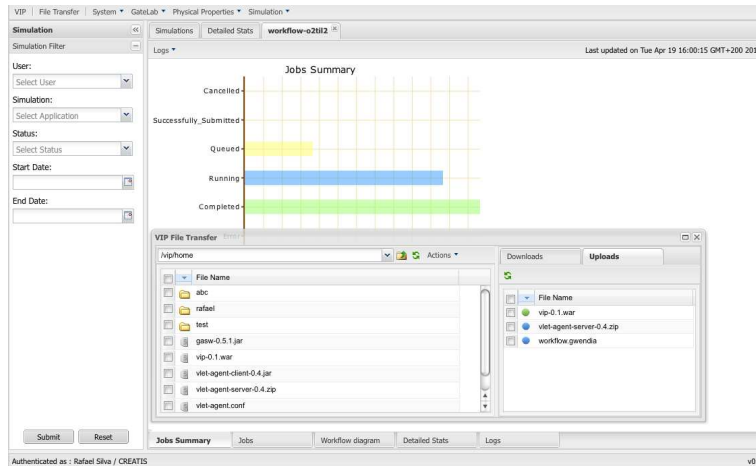 VIP File Transfer System GateLab Physical Properties Simulation
Simulation
Simulation Filter
User:
Select User
Simulation:
Select Application
Status:
Select Status
Start Date:
End Date:
Submit Reset
Simulations Detailed Stats workflow-o2til2
Logs
Last updated on Tue Apr 19 16:00:15 GMT+200 201
Jobs Summary
Cancelled
Successfully_Submitted
Queued
Running
Completed
Error
VIP File Transfer
/vip/home
Actions
File Name
abc
rafael
test
gasw-0.5.1.jar
vip-0.1.war
vlet-agent-client-0.4.jar
vlet-agent-server-0.4.zip
vlet-agent.conf
Downloads Uploads
File Name
vip-0.1.war
vlet-agent-server-0.4.zip
workflow.gwendia
Jobs Summary Jobs Workflow diagram Detailed Stats Logs
Authenticated as : Rafael Silva / CREATIS
v0